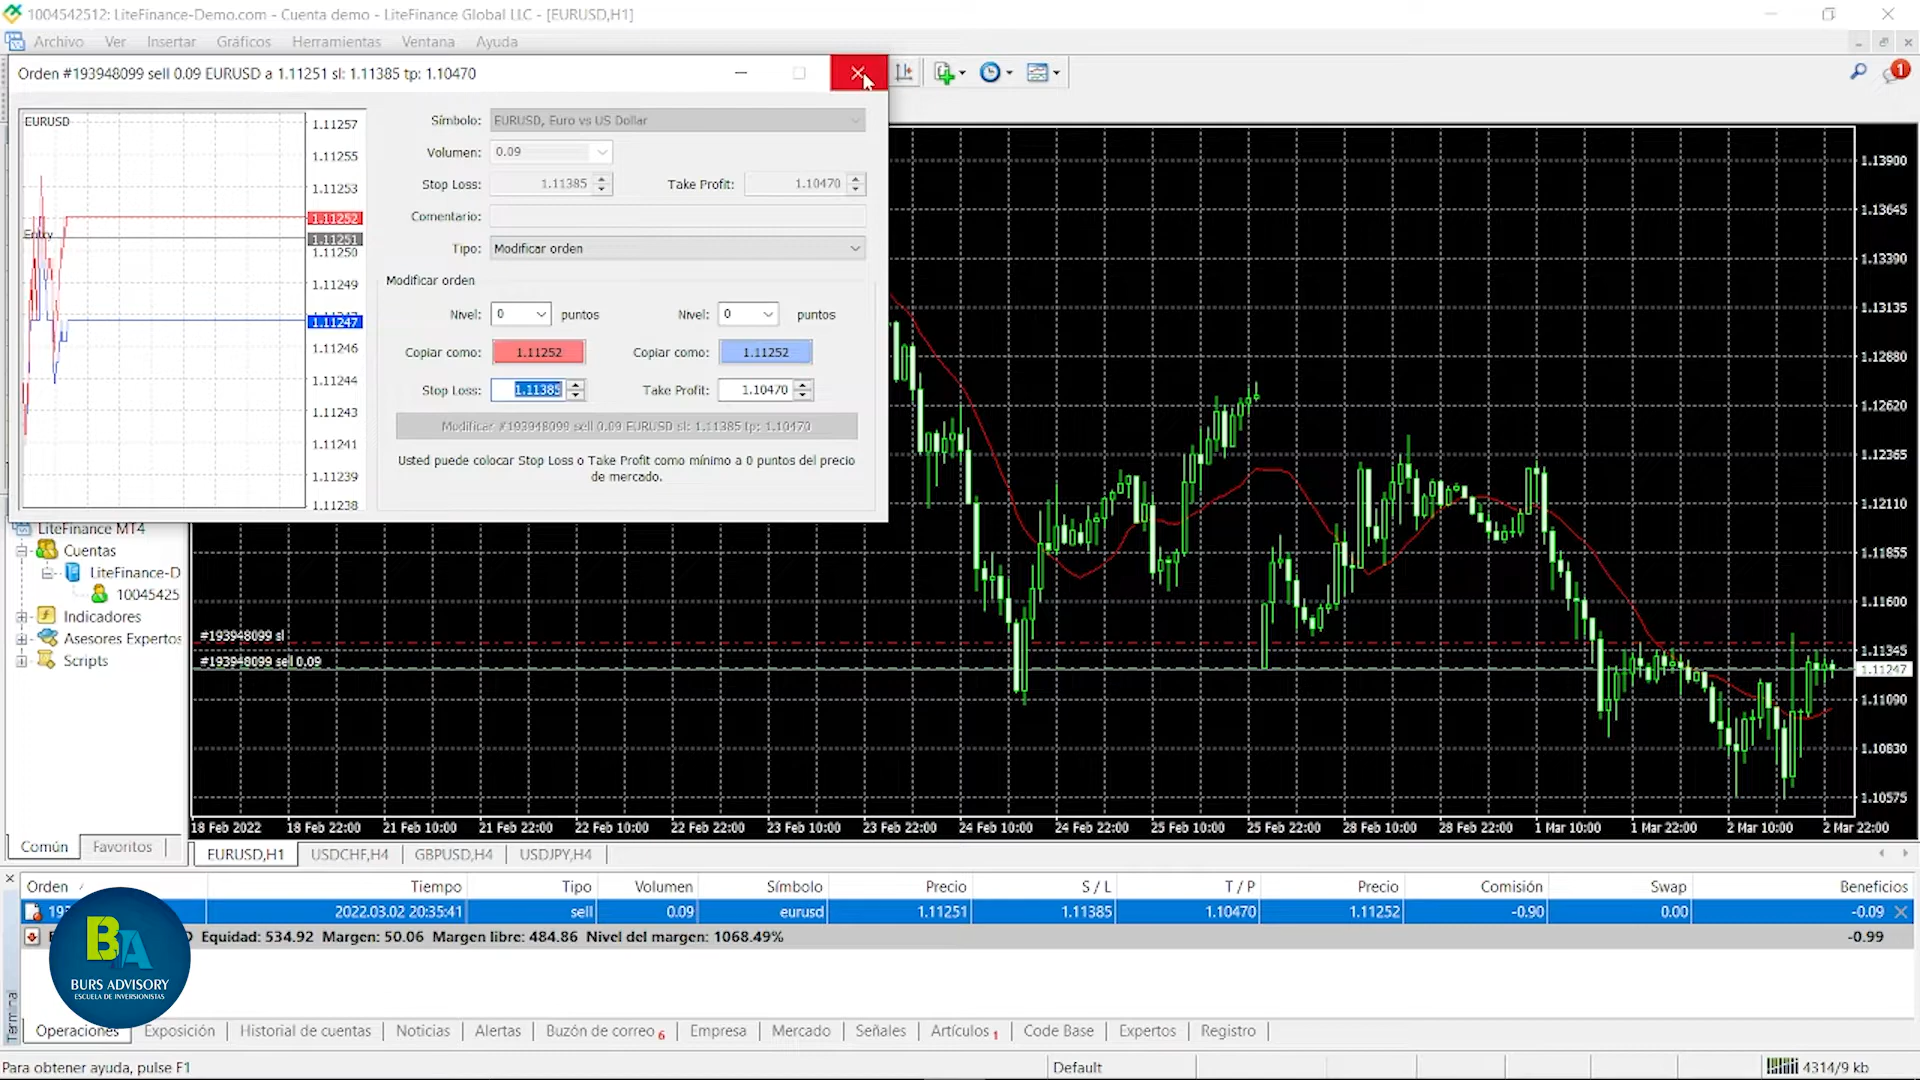 1004542512: LiteFinance-Demo.com - Cuenta demo - LiteFinance Global LLC - [EURUSD,H1]
Archivo Ver Insertar Gráficos Herramientas Ventana Ayuda
Orden #193948099 sell 0.09 EURUSD a 1.11251 sl: 1.11385 tp: 1.10470
1
EURUSD
Entry
1.11257
1.11255
1.11253
1.11252
1.11251
1.11250
1.11249
1.11247
1.11246
1.11244
1.11243
1.11241
1.11239
1.11238
Símbolo: EURUSD, Euro vs US Dollar
Volumen: 0.09
Stop Loss: 1.11385 Take Profit: 1.10470
Comentario:
Tipo: Modificar orden
Modificar orden
Nivel: 0 puntos Nivel: 0 puntos
Copiar como: 1.11252 Copiar como: 1.11252
Stop Loss: 1.11385 Take Profit: 1.10470
Modificar #193948099 sell 0.09 EURUSD sl: 1.11385 tp: 1.10470
Usted puede colocar Stop Loss o Take Profit como mínimo a 0 puntos del precio
de mercado.
LiteFinance MT4
Cuentas
LiteFinance-D
10045425
Indicadores
Asesores Expertos
Scripts
Común Favoritos
#193948099 sl
#193948099 sell 0.09
1.13900
1.13645
1.13390
1.13135
1.12880
1.12620
1.12365
1.12110
1.11855
1.11600
1.11345
1.11247
1.11090
1.10830
1.10575
18 Feb 2022 18 Feb 22:00 21 Feb 10:00 21 Feb 22:00 22 Feb 10:00 22 Feb 22:00 23 Feb 10:00 23 Feb 22:00 24 Feb 10:00 24 Feb 22:00 25 Feb 10:00 25 Feb 22:00 28 Feb 10:00 28 Feb 22:00 1 Mar 10:00 1 Mar 22:00 2 Mar 10:00 2 Mar 22:00
EURUSD,H1 USDCHF,H4 GBPUSD,H4 USDJPY,H4
Orden Tiempo Tipo Volumen Símbolo Precio S / L T / P Precio Comisión Swap Beneficios
2022.03.02 20:35:41 sell 0.09 eurusd 1.11251 1.11385 1.10470 1.11252 -0.90 0.00 -0.09
Equidad: 534.92 Margen: 50.06 Margen libre: 484.86 Nivel del margen: 1068.49% -0.99
BA
BURS ADVISORY
ESCUELA DE INVERSIONISTAS
Operaciones Exposición Historial de cuentas Noticias Alertas Buzón de correo 6 Empresa Mercado Señales Artículos 1 Code Base Expertos Registro
Para obtener ayuda, pulse F1 Default 4314/9 kb